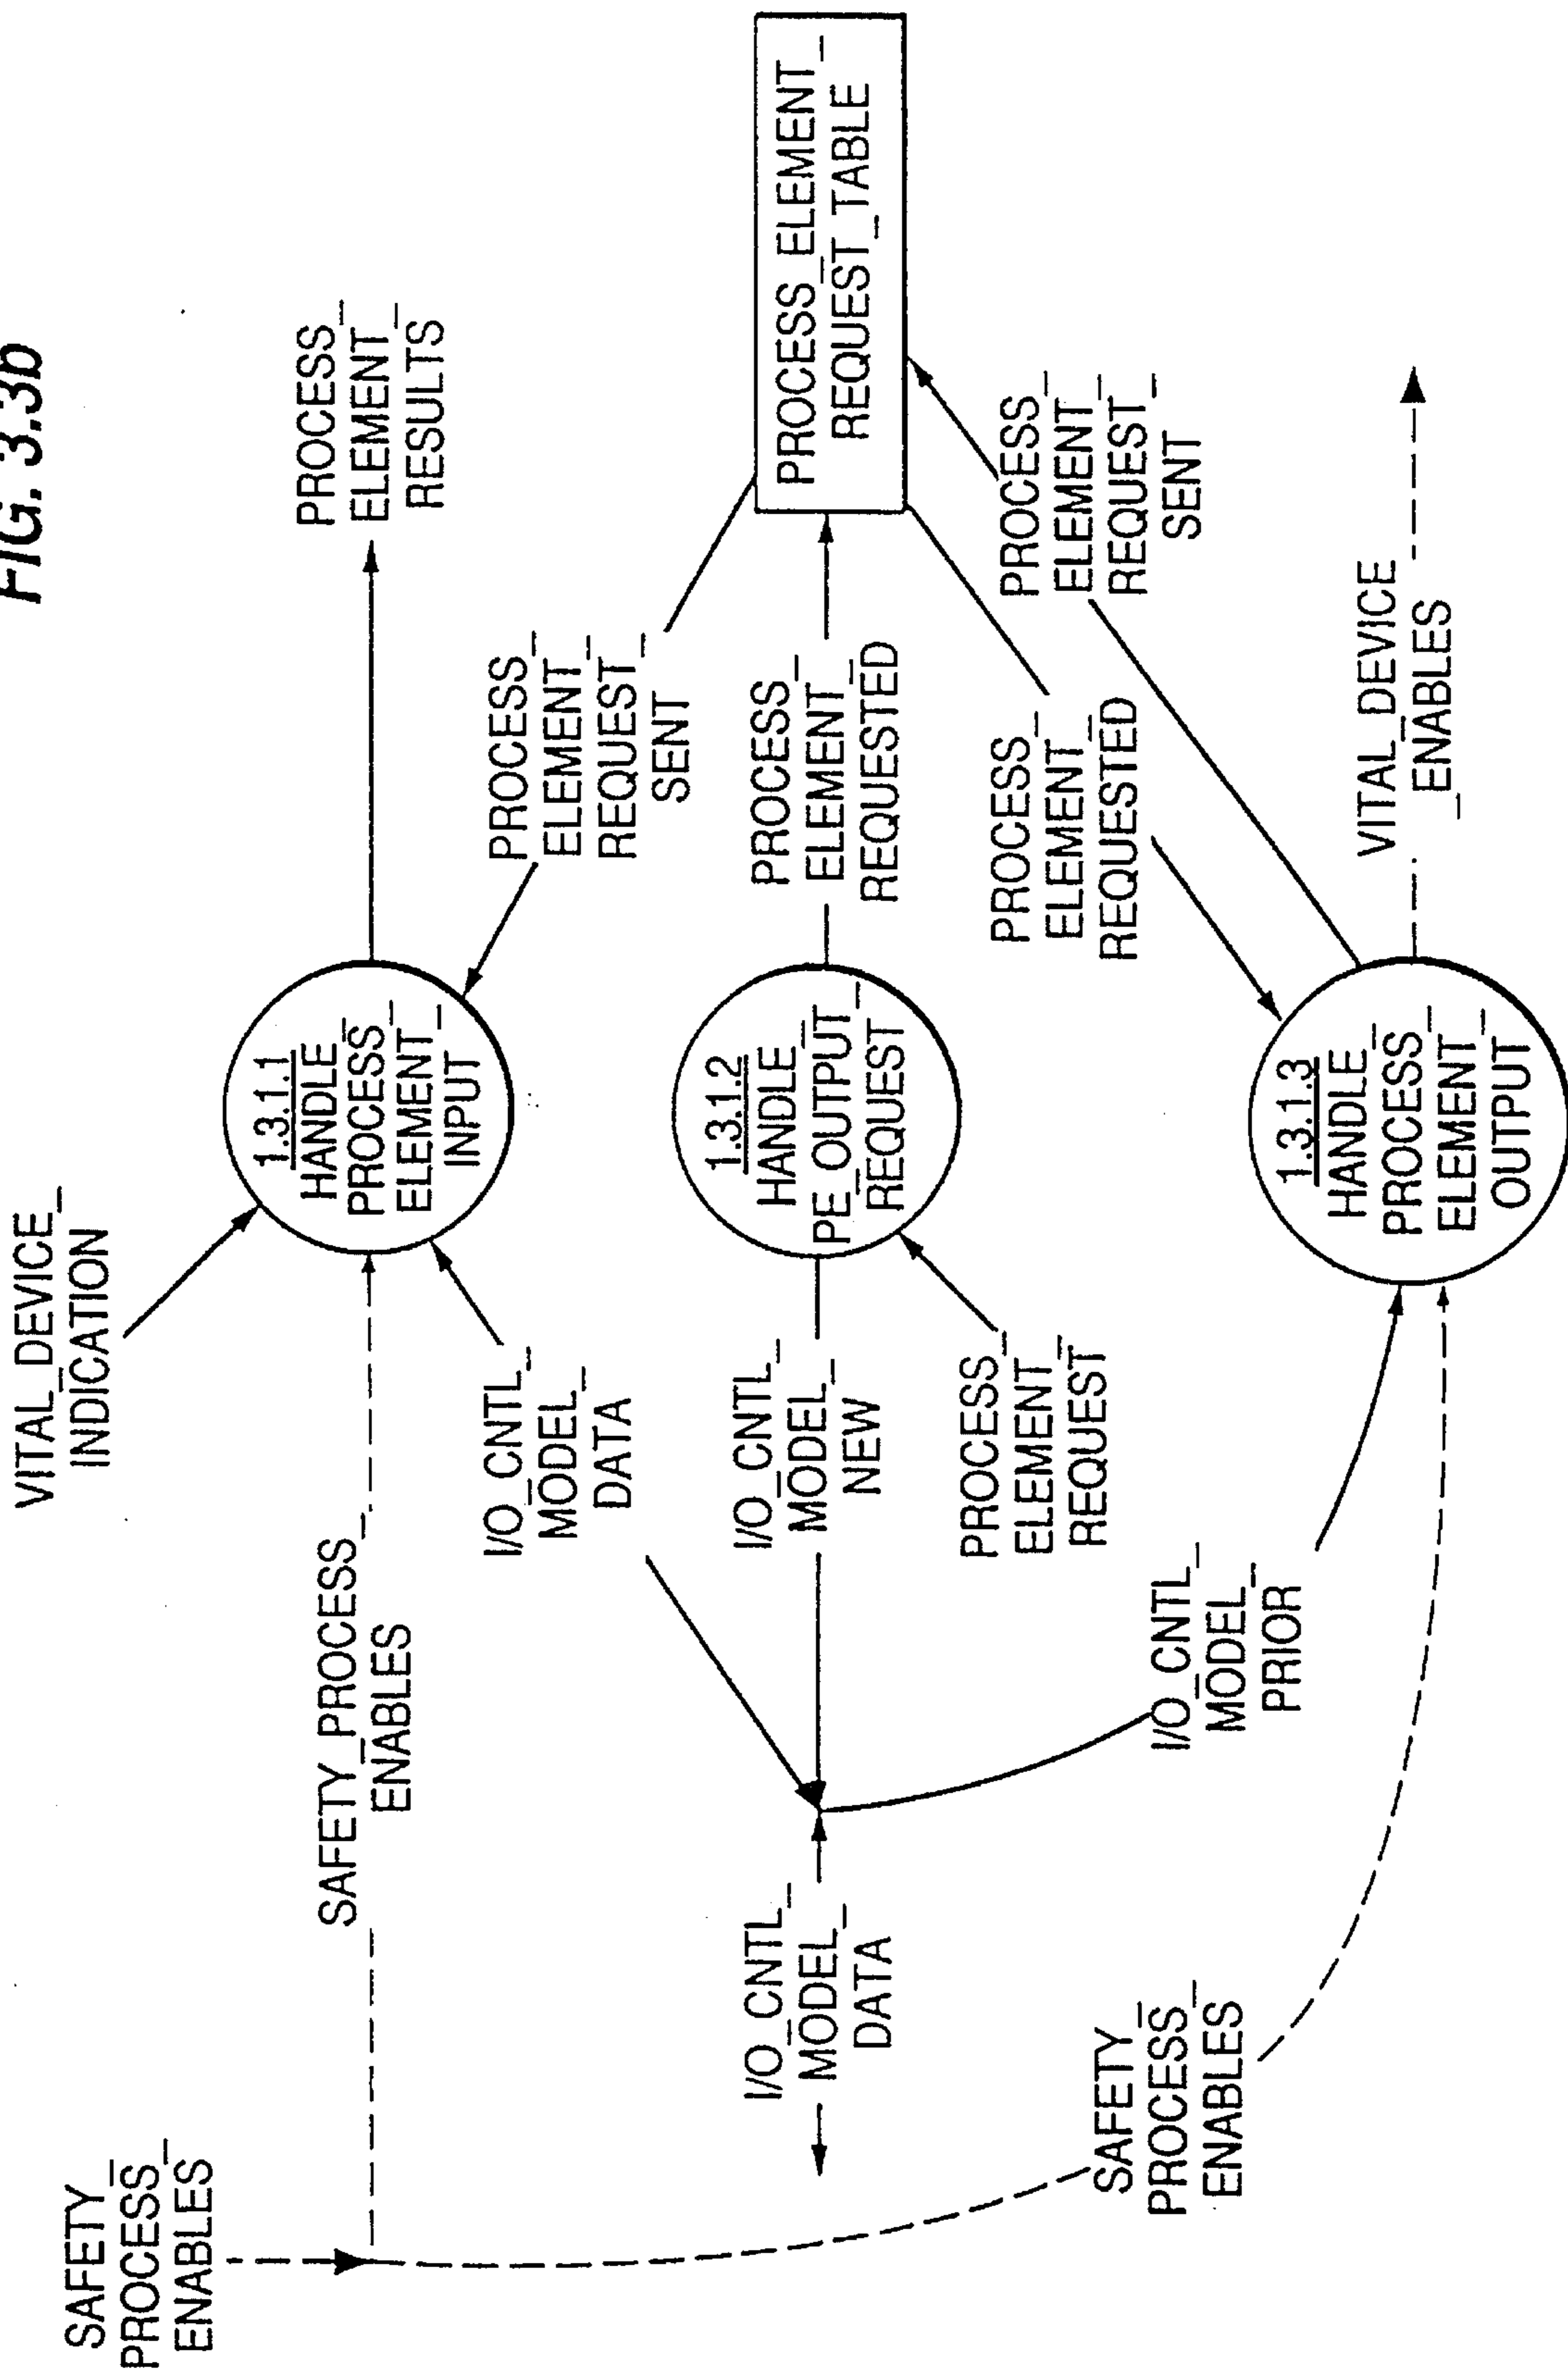 FIG. 3.3b
VITAL_DEVICE_
INDICATION
SAFETY_
PROCESS_
ENABLES
SAFETY_PROCESS_
ENABLES
1.3.1.1
HANDLE_
PROCESS_
ELEMENT_
INPUT
PROCESS_
ELEMENT_
RESULTS
I/O_CNTL_
MODEL_
DATA
PROCESS_
ELEMENT_
REQUEST_
SENT
I/O_CNTL_
MODEL_
DATA
I/O_CNTL_
MODEL_
NEW
1.3.1.2
HANDLE_
PE_OUTPUT_
REQUEST
PROCESS_
ELEMENT_
REQUESTED
PROCESS_ELEMENT_
REQUEST_TABLE
PROCESS_
ELEMENT_
REQUEST
PROCESS_
ELEMENT_
REQUESTED
PROCESS_
ELEMENT_
REQUEST_
SENT
SAFETY_
PROCESS_
ENABLES
I/O_CNTL_
MODEL_
PRIOR
1.3.1.3
HANDLE_
PROCESS_
ELEMENT_
OUTPUT
VITAL_DEVICE
_ENABLES